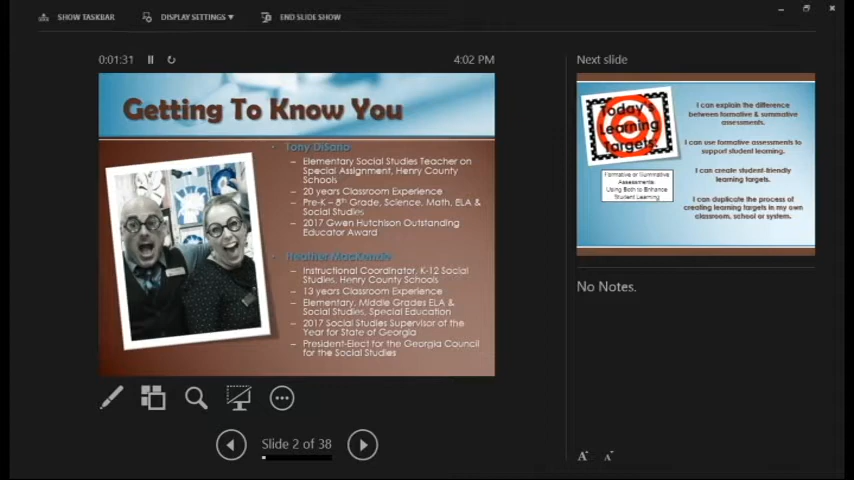 SHOW TASKBAR
DISPLAY SETTINGS ▼
END SLIDE SHOW
0:01:31
4:02 PM
Getting To Know You
• Tony DiSano
– Elementary Social Studies Teacher on
Special Assignment, Henry County
Schools
– 20 years Classroom Experience
– Pre-K – 8th Grade, Science, Math, ELA &
Social Studies
– 2017 Gwen Hutchison Outstanding
Educator Award
• Heather MacKenzie
– Instructional Coordinator, K-12 Social
Studies, Henry County Schools
– 13 years Classroom Experience
– Elementary, Middle Grades ELA &
Social Studies, Special Education
– 2017 Social Studies Supervisor of the
Year for State of Georgia
– President-Elect for the Georgia Council
for the Social Studies
Slide 2 of 38
Next slide
Today's
Learning
Targets:
Formative or Summative
Assessments:
Using Both to Enhance
Student Learning
I can explain the difference
between formative & summative
assessments.
I can use formative assessments to
support student learning.
I can create student-friendly
learning targets.
I can duplicate the process of
creating learning targets in my own
classroom, school or system.
No Notes.
A A